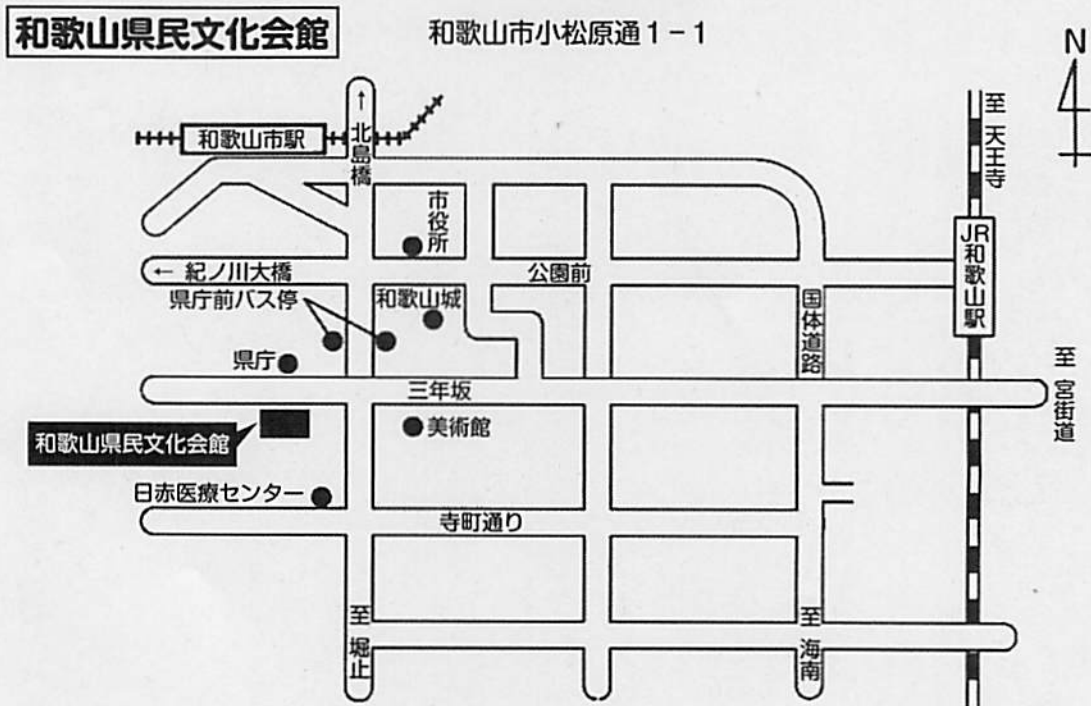 和歌山県民文化会館
和歌山市小松原通1-1
N
至 天王寺
和歌山市駅
↑北島橋
市役所
JR和歌山駅
← 紀ノ川大橋
公園前
県庁前バス停
和歌山城
国体道路
県庁
至 宮街道
三年坂
和歌山県民文化会館
美術館
日赤医療センター
寺町通り
至 堀止
至 海南